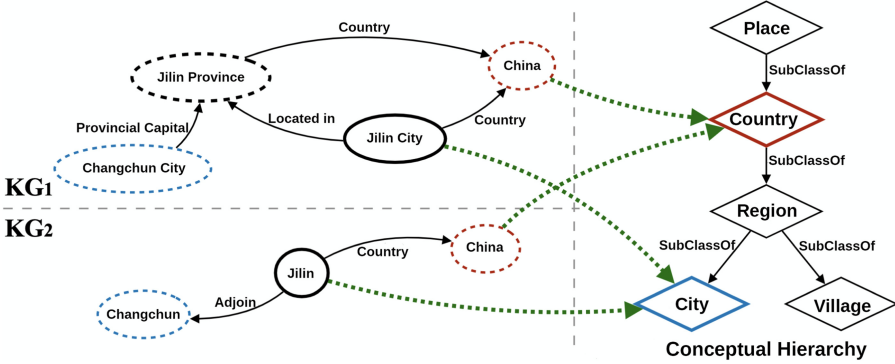 Country
Place
Jilin Province
China
SubClassOf
Provincial Capital
Located in
Jilin City
Country
Country
Changchun City
SubClassOf
KG1
KG2
Region
Jilin
Country
China
SubClassOf
SubClassOf
Changchun
Adjoin
City
Village
Conceptual Hierarchy